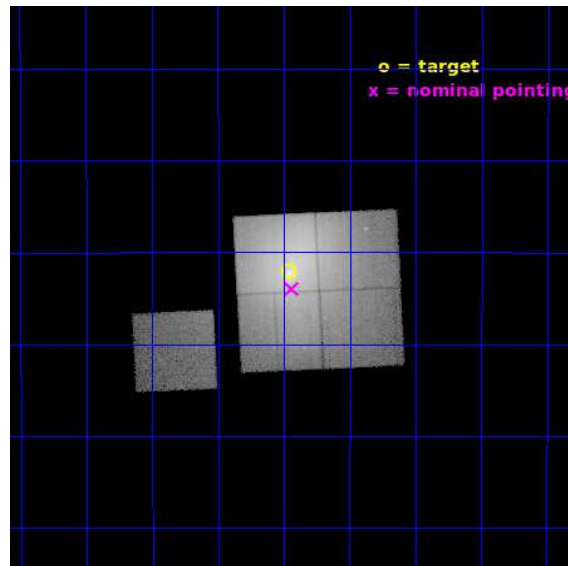 o = target
x = nominal pointing